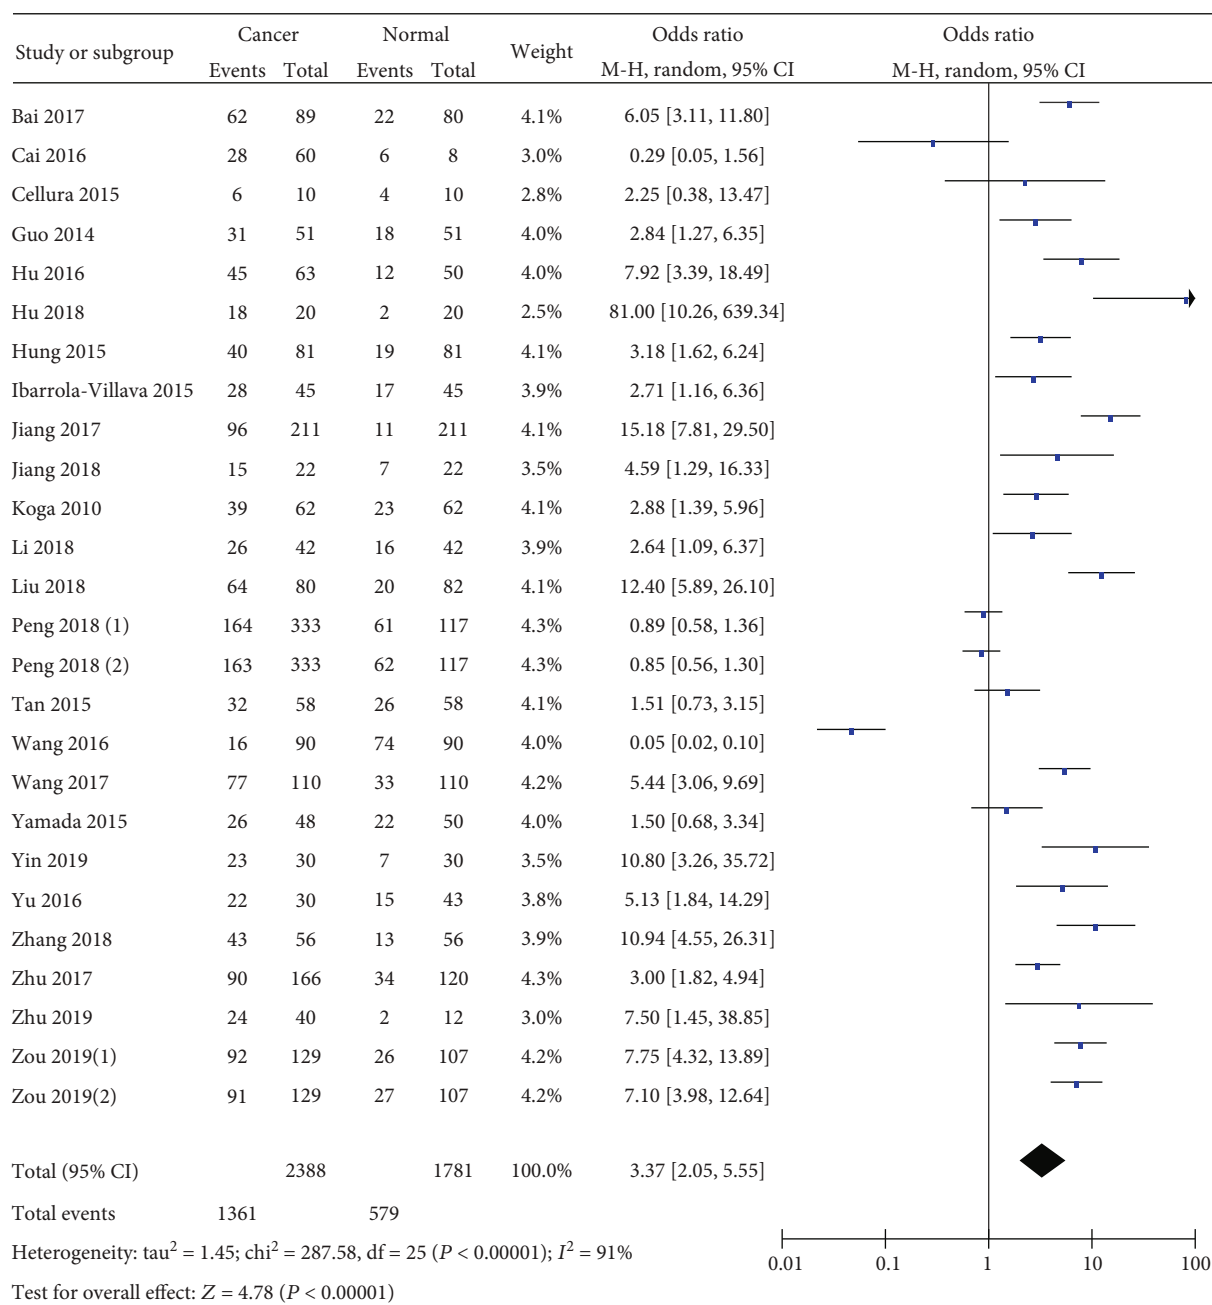 Study or subgroup Cancer Normal Weight Odds ratio Odds ratio
Events Total Events Total M-H, random, 95% CI M-H, random, 95% CI
Bai 2017 62 89 22 80 4.1% 6.05 [3.11, 11.80]
Cai 2016 28 60 6 8 3.0% 0.29 [0.05, 1.56]
Cellura 2015 6 10 4 10 2.8% 2.25 [0.38, 13.47]
Guo 2014 31 51 18 51 4.0% 2.84 [1.27, 6.35]
Hu 2016 45 63 12 50 4.0% 7.92 [3.39, 18.49]
Hu 2018 18 20 2 20 2.5% 81.00 [10.26, 639.34]
Hung 2015 40 81 19 81 4.1% 3.18 [1.62, 6.24]
Ibarrola-Villava 2015 28 45 17 45 3.9% 2.71 [1.16, 6.36]
Jiang 2017 96 211 11 211 4.1% 15.18 [7.81, 29.50]
Jiang 2018 15 22 7 22 3.5% 4.59 [1.29, 16.33]
Koga 2010 39 62 23 62 4.1% 2.88 [1.39, 5.96]
Li 2018 26 42 16 42 3.9% 2.64 [1.09, 6.37]
Liu 2018 64 80 20 82 4.1% 12.40 [5.89, 26.10]
Peng 2018 (1) 164 333 61 117 4.3% 0.89 [0.58, 1.36]
Peng 2018 (2) 163 333 62 117 4.3% 0.85 [0.56, 1.30]
Tan 2015 32 58 26 58 4.1% 1.51 [0.73, 3.15]
Wang 2016 16 90 74 90 4.0% 0.05 [0.02, 0.10]
Wang 2017 77 110 33 110 4.2% 5.44 [3.06, 9.69]
Yamada 2015 26 48 22 50 4.0% 1.50 [0.68, 3.34]
Yin 2019 23 30 7 30 3.5% 10.80 [3.26, 35.72]
Yu 2016 22 30 15 43 3.8% 5.13 [1.84, 14.29]
Zhang 2018 43 56 13 56 3.9% 10.94 [4.55, 26.31]
Zhu 2017 90 166 34 120 4.3% 3.00 [1.82, 4.94]
Zhu 2019 24 40 2 12 3.0% 7.50 [1.45, 38.85]
Zou 2019(1) 92 129 26 107 4.2% 7.75 [4.32, 13.89]
Zou 2019(2) 91 129 27 107 4.2% 7.10 [3.98, 12.64]
Total (95% CI) 2388 1781 100.0% 3.37 [2.05, 5.55]
Total events 1361 579
Heterogeneity: tau² = 1.45; chi² = 287.58, df = 25 (P < 0.00001); I² = 91%
0.01 0.1 1 10 100
Test for overall effect: Z = 4.78 (P < 0.00001)